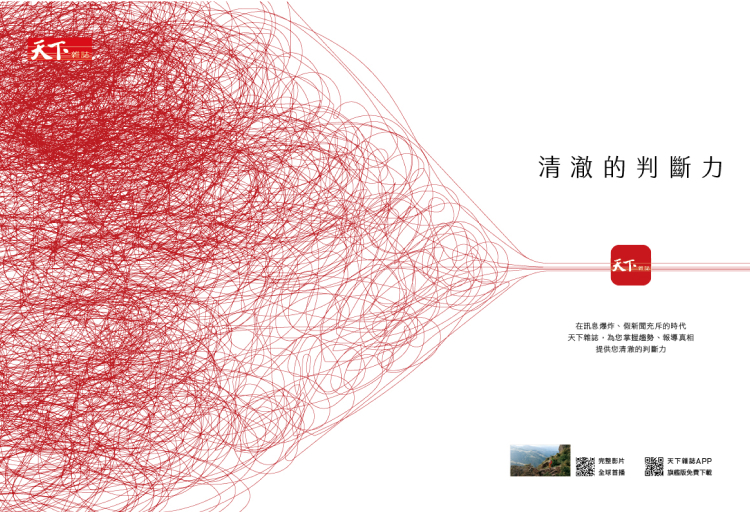 天下雜誌
清澈的判斷力
天下雜誌
在訊息爆炸、假新聞充斥的時代
天下雜誌，為您掌握趨勢、報導真相
提供您清澈的判斷力
完整影片
全球首播
天下雜誌APP
旗艦版免費下載